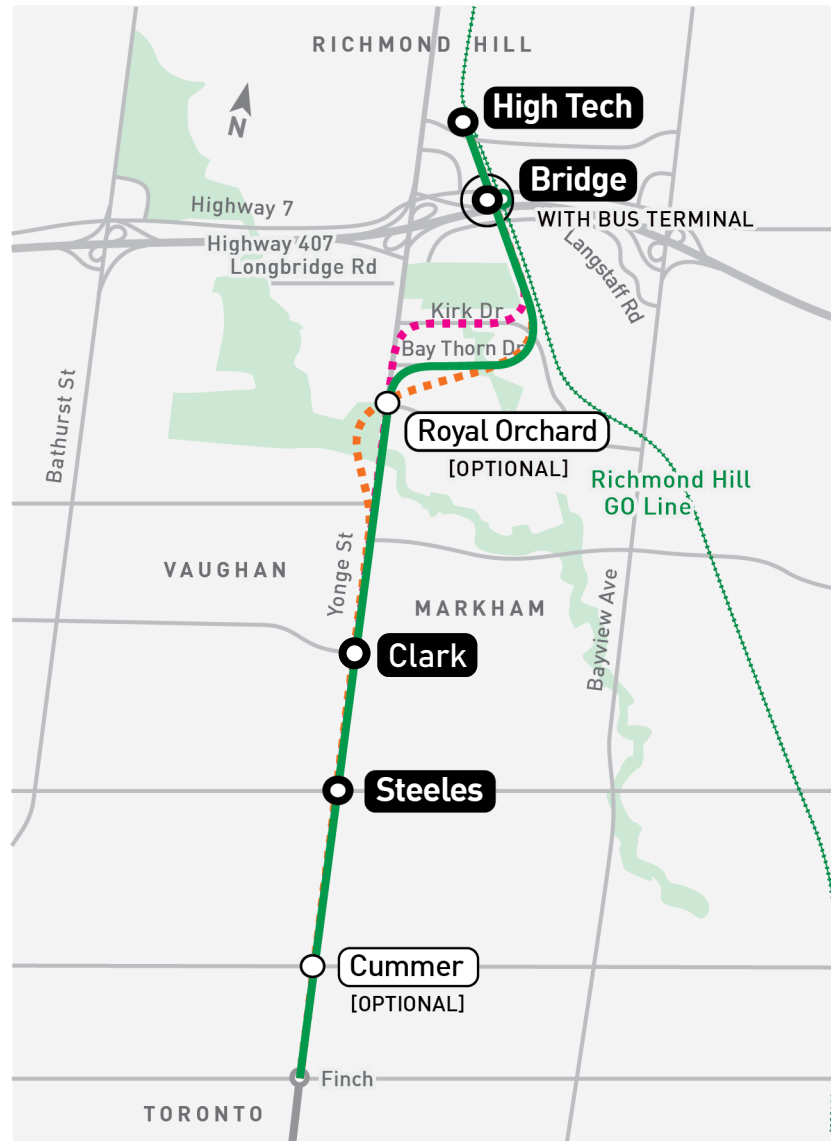 RICHMOND HILL
N
High Tech
Bridge
WITH BUS TERMINAL
Highway 7
Highway 407
Longbridge Rd
Langstaff Rd
Kirk Dr
Bay Thorn Dr
Bathurst St
Royal Orchard
[OPTIONAL]
Richmond Hill
GO Line
Yonge St
VAUGHAN
MARKHAM
Bayview Ave
Clark
Steeles
Cummer
[OPTIONAL]
Finch
TORONTO